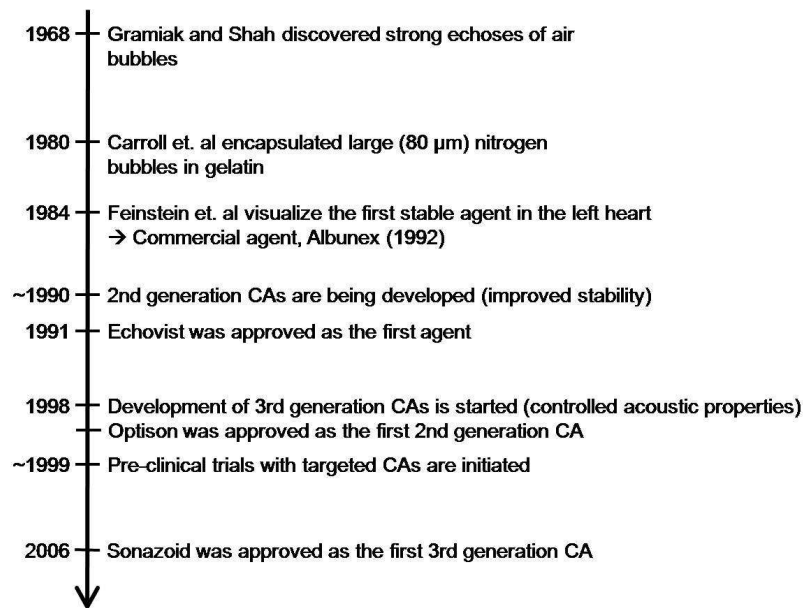 1968 Gramiak and Shah discovered strong echoses of air
bubbles
1980 Carroll et. al encapsulated large (80 µm) nitrogen
bubbles in gelatin
1984 Feinstein et. al visualize the first stable agent in the left heart
→ Commercial agent, Albunex (1992)
~1990 2nd generation CAs are being developed (improved stability)
1991 Echovist was approved as the first agent
1998 Development of 3rd generation CAs is started (controlled acoustic properties)
Optison was approved as the first 2nd generation CA
~1999 Pre-clinical trials with targeted CAs are initiated
2006 Sonazoid was approved as the first 3rd generation CA